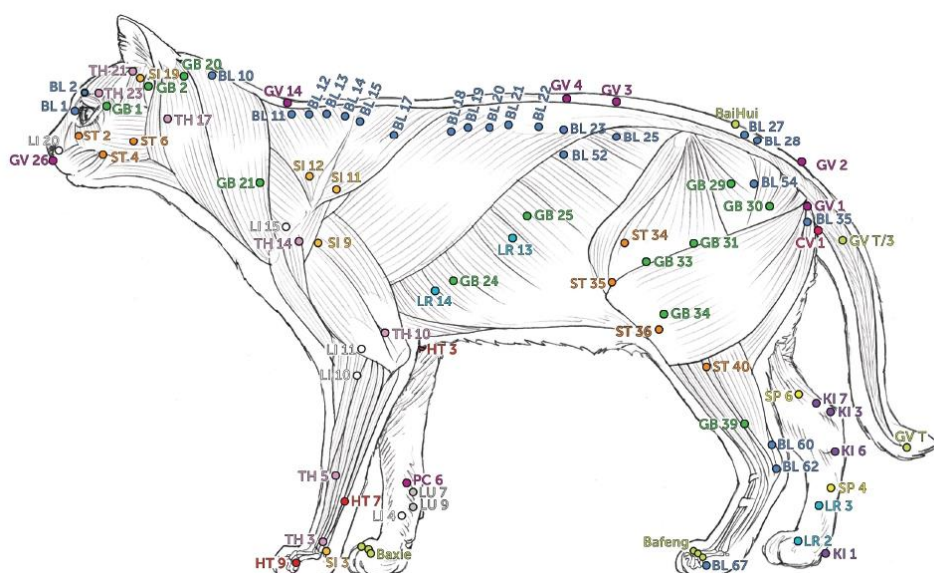 TH 21
SI 19
GB 20
BL 10
BL 2
TH 23
GB 2
BL 1
GB 1
TH 17
ST 2
ST 6
LI 20
ST 4
GV 26
GV 14
BL 11
BL 12
BL 13
BL 14
BL 15
BL 17
BL18
BL 19
BL 20
BL 21
BL 22
GV 4
GV 3
BL 23
BL 25
BL 52
BaiHui
BL 27
BL 28
GV 2
SI 12
SI 11
GB 21
GB 29
BL 54
GB 30
GV 1
BL 35
CV 1
GV T/3
LI 15
TH 14
SI 9
GB 25
LR 13
ST 34
GB 31
GB 33
GB 24
LR 14
ST 35
GB 34
ST 36
TH 10
LI 11
HT 3
LI 10
ST 40
SP 6
KI 7
KI 3
GB 39
GV T
BL 60
KI 6
BL 62
TH 5
PC 6
LU 7
HT 7
LU 9
LI 4
SP 4
LR 3
TH 3
Baxie
Bafeng
LR 2
HT 9
SI 3
BL 67
KI 1